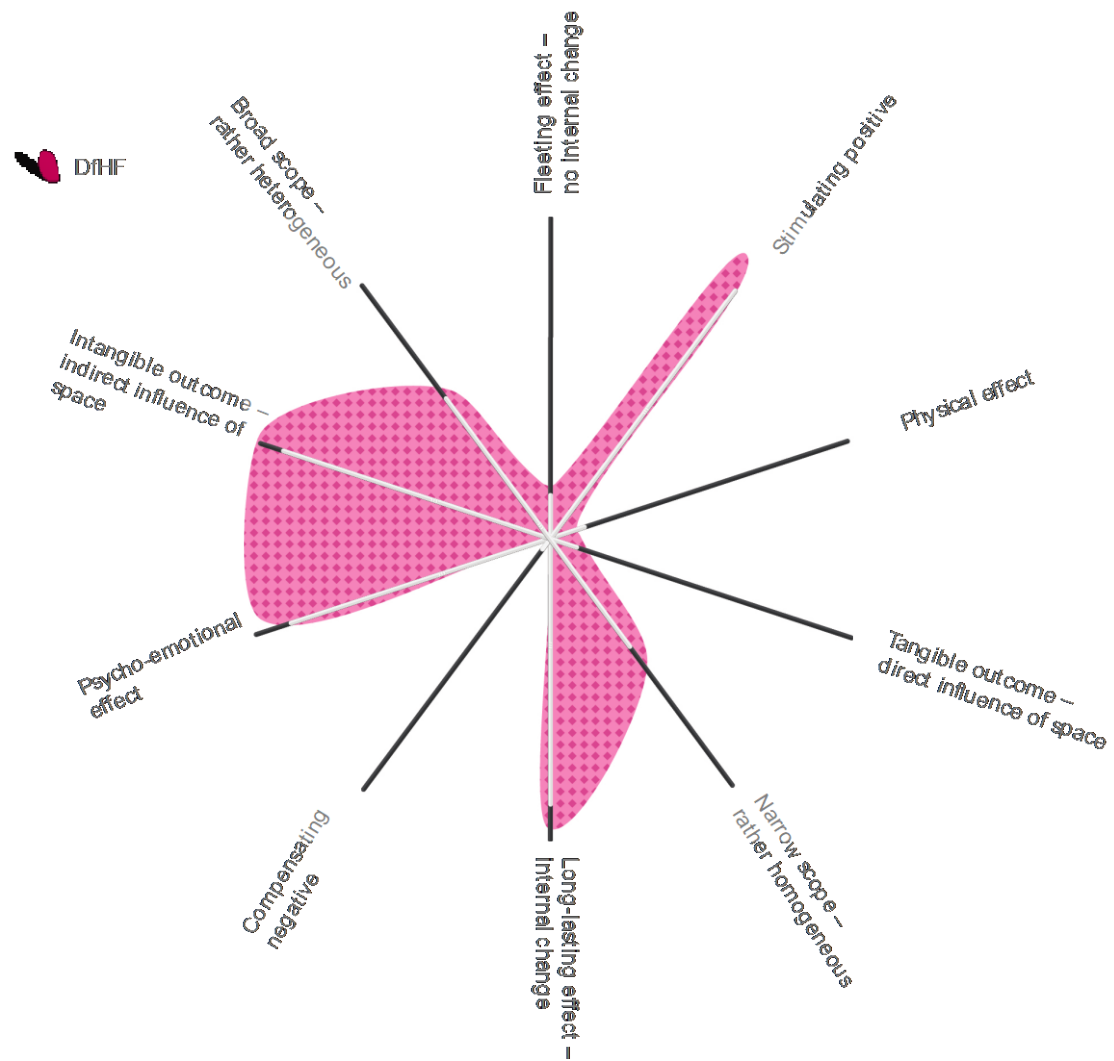 Fleeting effect –
no internal change
Stimulating positive
Physical effect
Tangible outcome –
direct influence of space
Narrow scope –
rather homogeneous
Long-lasting effect –
internal change
Compensating
negative
Psycho-emotional
effect
Intangible outcome –
indirect influence of
space
Broad scope –
rather heterogeneous
DfHF